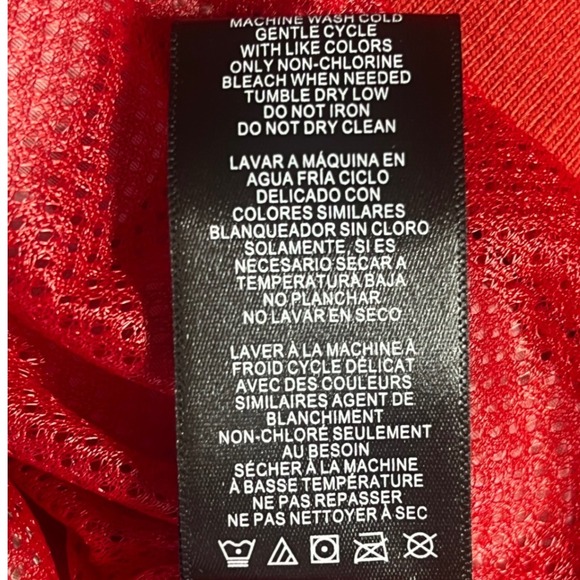 MACHINE WASH COLD
GENTLE CYCLE
WITH LIKE COLORS
ONLY NON-CHLORINE
BLEACH WHEN NEEDED
TUMBLE DRY LOW
DO NOT IRON
DO NOT DRY CLEAN
LAVAR A MÁQUINA EN
AGUA FRÍA CICLO
DELICADO CON
COLORES SIMILARES
BLANQUEADOR SIN CLORO
SOLAMENTE, SI ES
NECESARIO SECAR A
TEMPERATURA BAJA
NO PLANCHAR
NO LAVAR EN SECO
LAVER À LA MACHINE À
FROID CYCLE DÉLICAT
AVEC DES COULEURS
SIMILAIRES AGENT DE
BLANCHIMENT
NON-CHLORÉ SEULEMENT
AU BESOIN
SÉCHER À LA MACHINE
À BASSE TEMPÉRATURE
NE PAS REPASSER
NE PAS NETTOYER À SEC